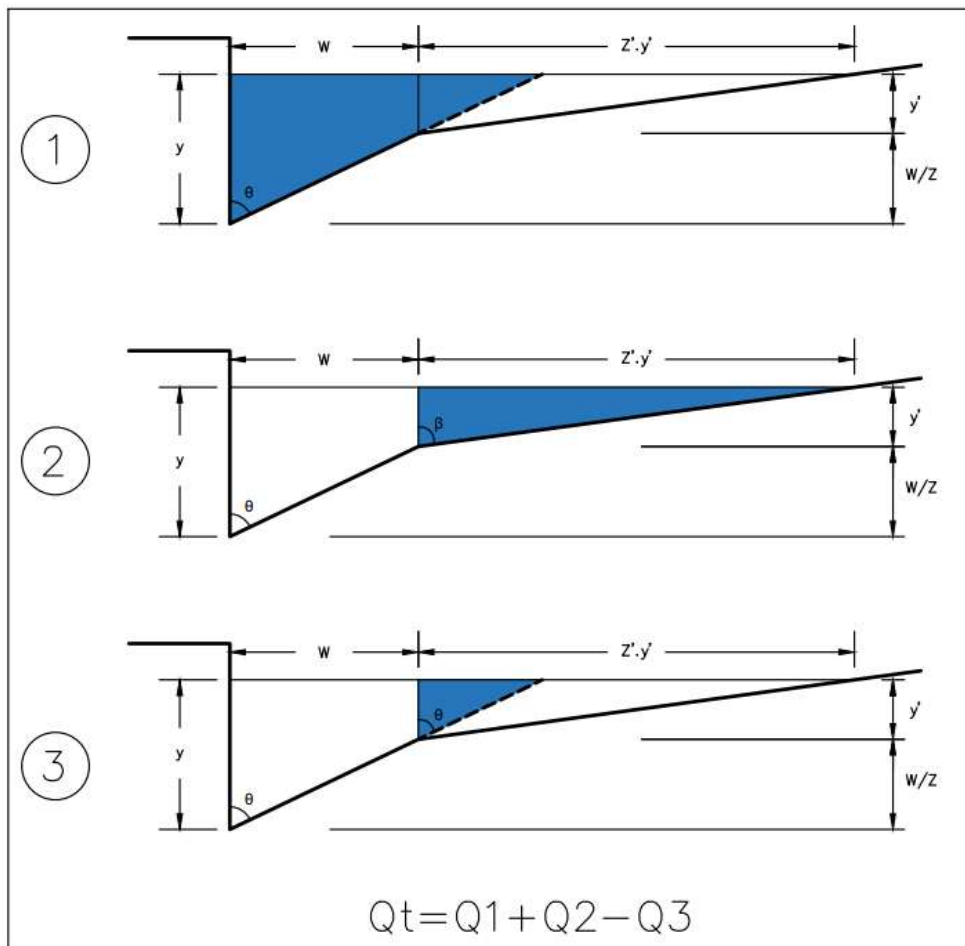 W Z'.y'
1 y θ y' W/Z
W Z'.y'
2 y θ β y' W/Z
W Z'.y'
3 y θ θ y' W/Z
Qt=Q1+Q2-Q3